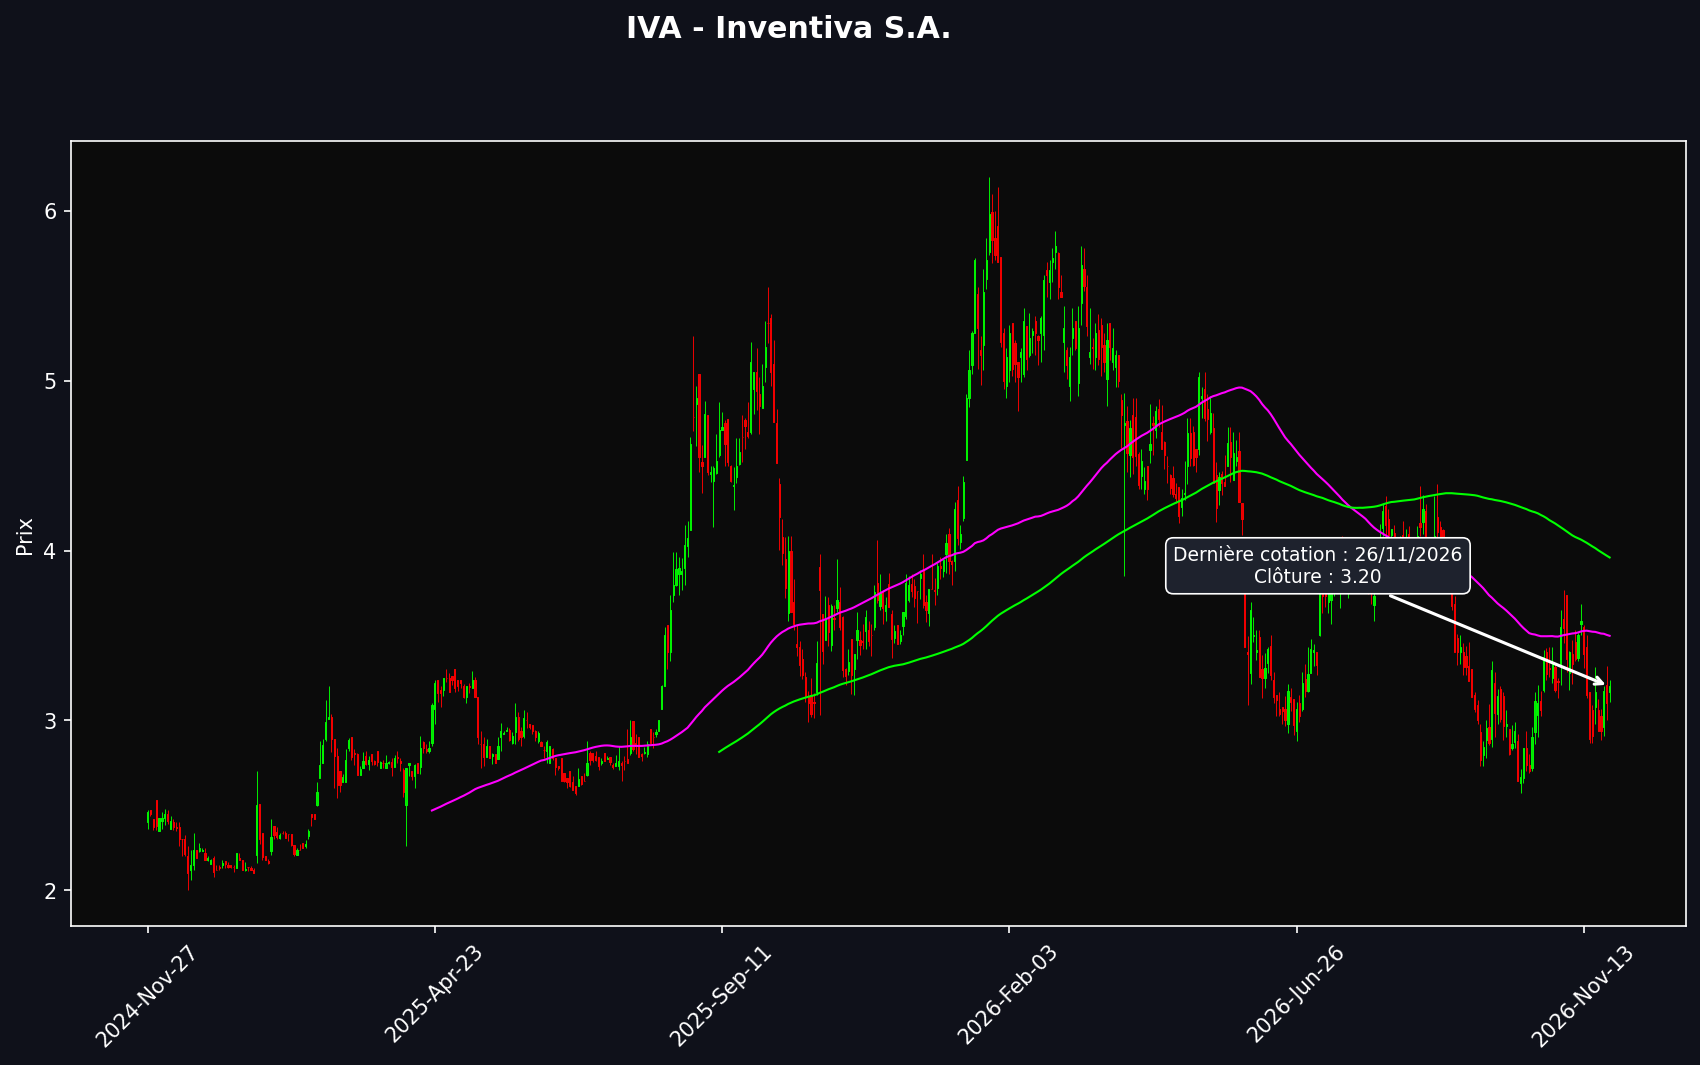 IVA - Inventiva S.A.
Prix
6
5
4
3
2
Dernière cotation : 26/11/2026
Clôture : 3.20
2024-Nov-27
2025-Apr-23
2025-Sep-11
2026-Feb-03
2026-Jun-26
2026-Nov-13